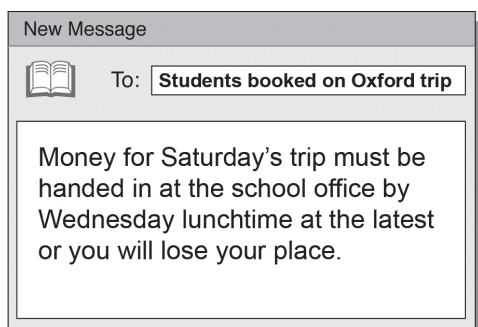 New Message
To: Students booked on Oxford trip
Money for Saturday's trip must be
handed in at the school office by
Wednesday lunchtime at the latest
or you will lose your place.